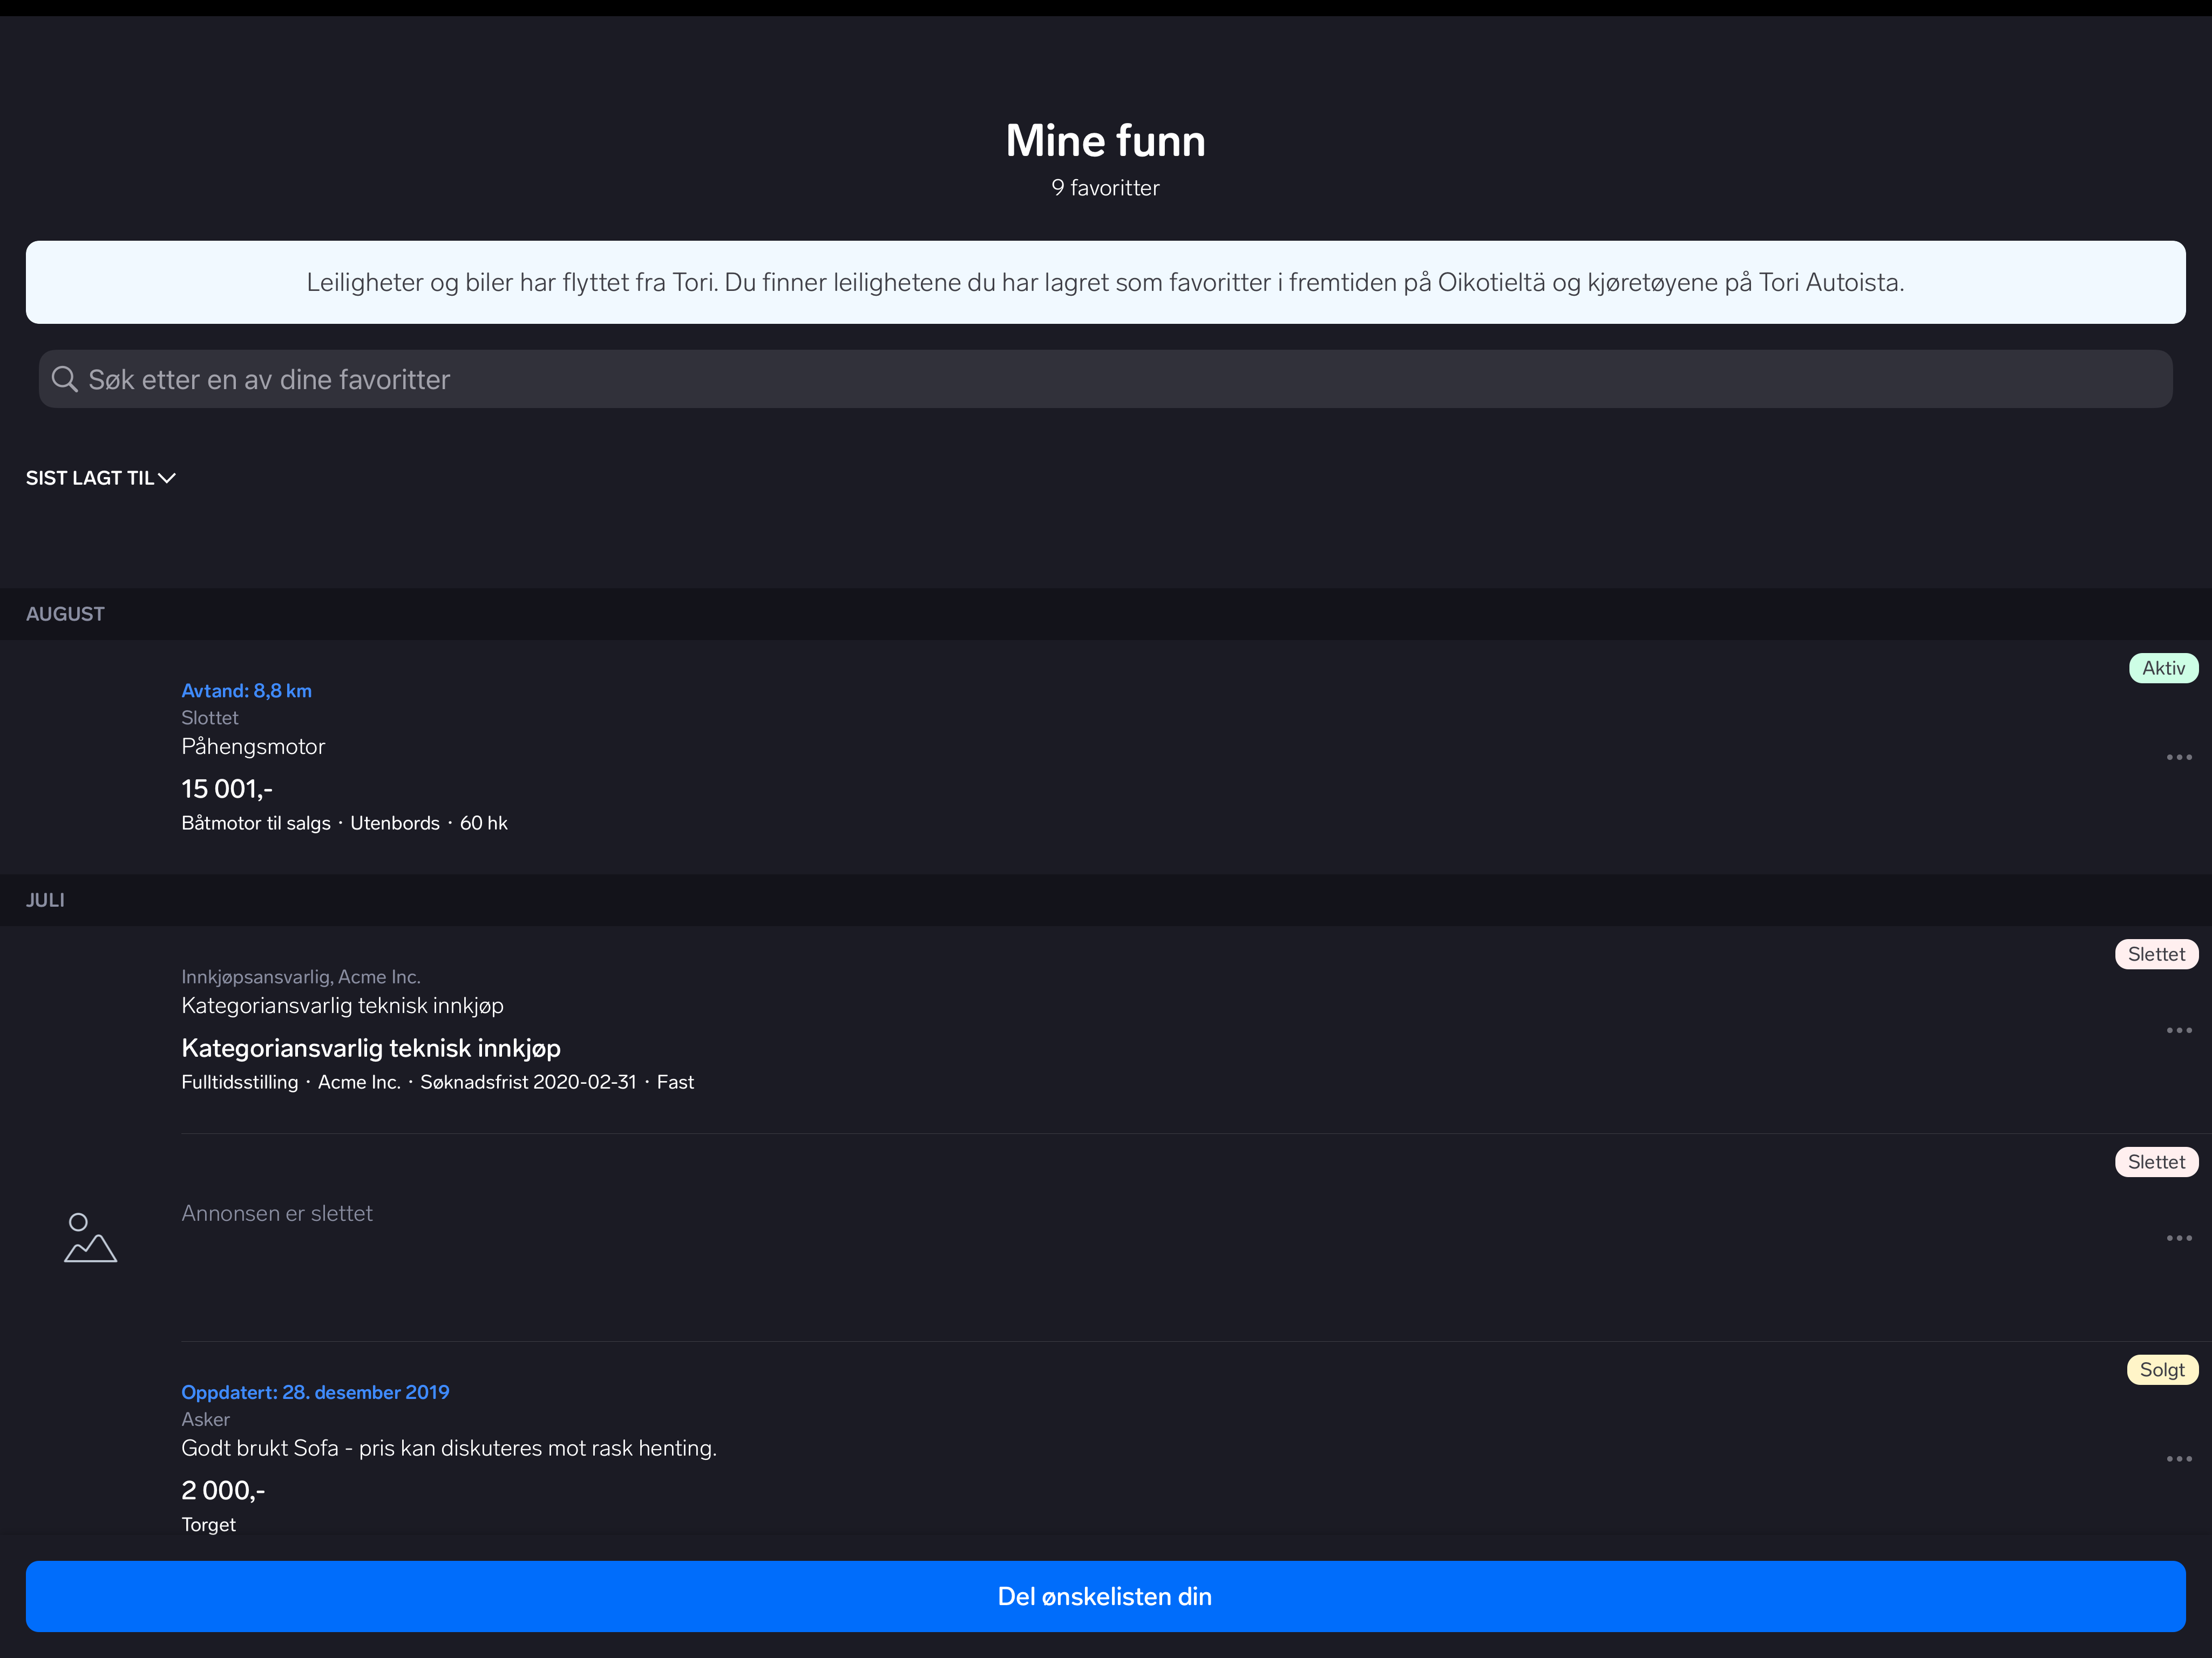 Mine funn
9 favoritter
Leiligheter og biler har flyttet fra Tori. Du finner leilighetene du har lagret som favoritter i fremtiden på Oikotieltä og kjøretøyene på Tori Autoista.
Søk etter en av dine favoritter
SIST LAGT TIL
AUGUST
Aktiv
Avtand: 8,8 km
Slottet
Påhengsmotor
15 001,-
Båtmotor til salgs · Utenbords · 60 hk
JULI
Slettet
Innkjøpsansvarlig, Acme Inc.
Kategoriansvarlig teknisk innkjøp
Kategoriansvarlig teknisk innkjøp
Fulltidsstilling · Acme Inc. · Søknadsfrist 2020-02-31 · Fast
Slettet
Annonsen er slettet
Solgt
Oppdatert: 28. desember 2019
Asker
Godt brukt Sofa - pris kan diskuteres mot rask henting.
2 000,-
Torget
Del ønskelisten din